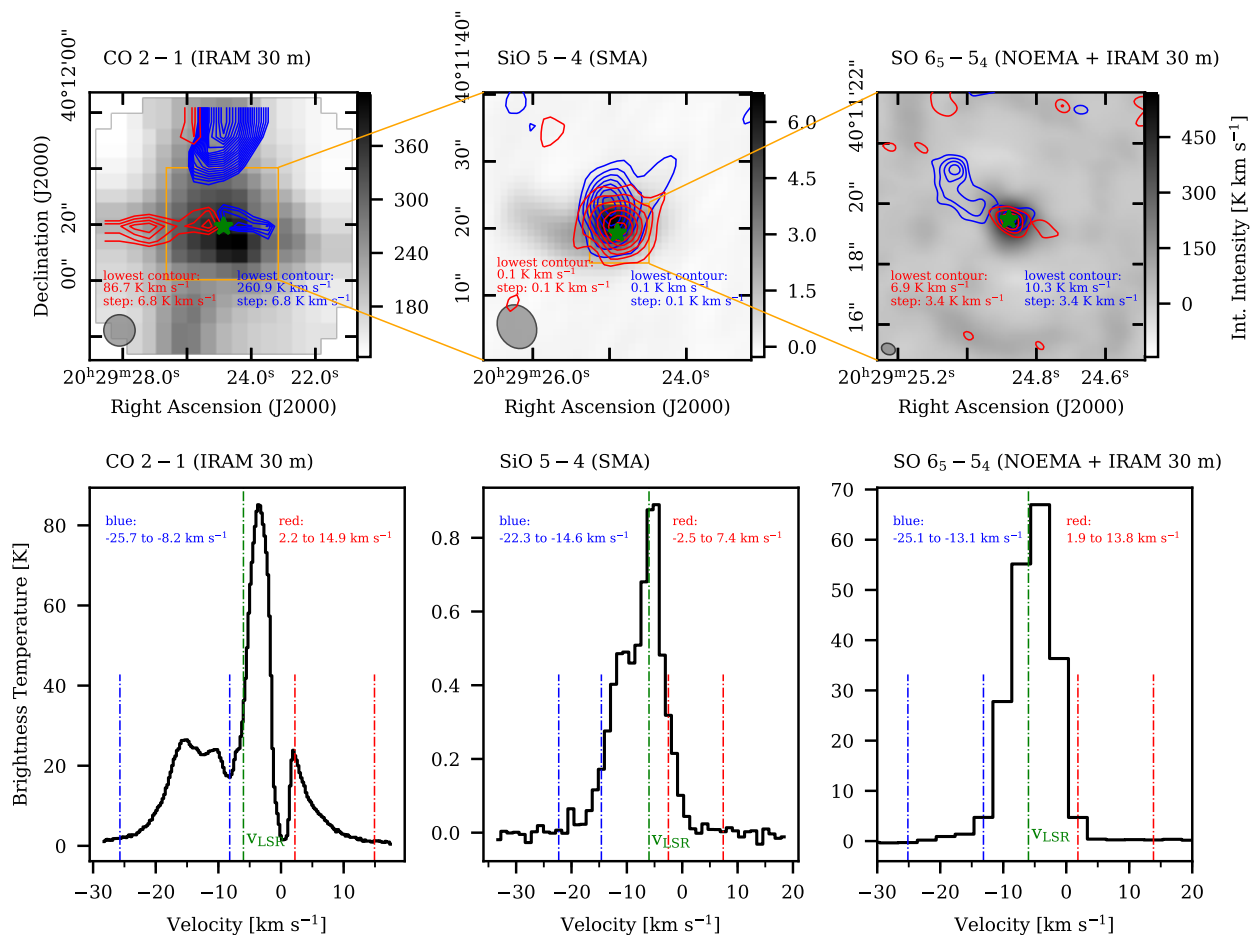 CO 2 − 1 (IRAM 30 m)
SiO 5 − 4 (SMA)
SO 6₅ − 5₄ (NOEMA + IRAM 30 m)
Declination (J2000)
40°12'00"
20"
00"
lowest contour:
86.7 K km s⁻¹
step: 6.8 K km s⁻¹
lowest contour:
260.9 K km s⁻¹
step: 6.8 K km s⁻¹
360
300
240
180
20ʰ29ᵐ28.0ˢ
24.0ˢ
22.0ˢ
Right Ascension (J2000)
40°11'40"
30"
20"
10"
lowest contour:
0.1 K km s⁻¹
step: 0.1 K km s⁻¹
lowest contour:
0.1 K km s⁻¹
step: 0.1 K km s⁻¹
6.0
4.5
3.0
1.5
0.0
20ʰ29ᵐ26.0ˢ
24.0ˢ
Right Ascension (J2000)
40°11'22"
20"
18"
16"
lowest contour:
6.9 K km s⁻¹
step: 3.4 K km s⁻¹
lowest contour:
10.3 K km s⁻¹
step: 3.4 K km s⁻¹
450
300
150
0
Int. Intensity [K km s⁻¹]
20ʰ29ᵐ25.2ˢ
24.8ˢ
24.6ˢ
Right Ascension (J2000)
CO 2 − 1 (IRAM 30 m)
SiO 5 − 4 (SMA)
SO 6₅ − 5₄ (NOEMA + IRAM 30 m)
Brightness Temperature [K]
80
60
40
20
0
blue:
-25.7 to -8.2 km s⁻¹
red:
2.2 to 14.9 km s⁻¹
v_LSR
−30
−20
−10
0
10
Velocity [km s⁻¹]
0.8
0.6
0.4
0.2
0.0
blue:
-22.3 to -14.6 km s⁻¹
red:
-2.5 to 7.4 km s⁻¹
v_LSR
−30
−20
−10
0
10
20
Velocity [km s⁻¹]
70
60
50
40
30
20
10
0
blue:
-25.1 to -13.1 km s⁻¹
red:
1.9 to 13.8 km s⁻¹
v_LSR
−30
−20
−10
0
10
20
Velocity [km s⁻¹]